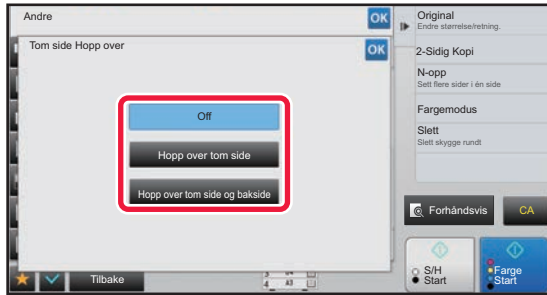 Andre
OK
Tom side Hopp over
OK
Off
Hopp over tom side
Hopp over tom side og bakside
Tilbake
A3
Original
Endre størrelse/retning.
2-Sidig Kopi
N-opp
Sett flere sider i én side
Fargemodus
Slett
Slett skygge rundt
Forhåndsvis
CA
S/H
Start
Farge
Start